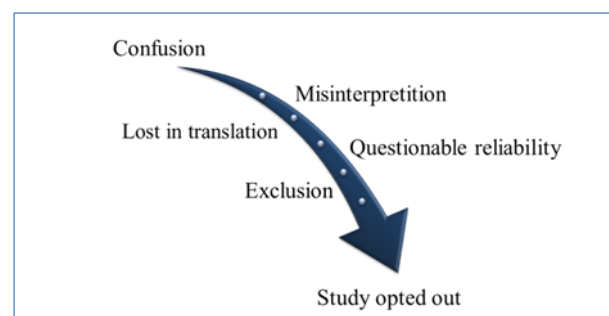 Confusion
Misinterpretition
Lost in translation
Questionable reliability
Exclusion
Study opted out